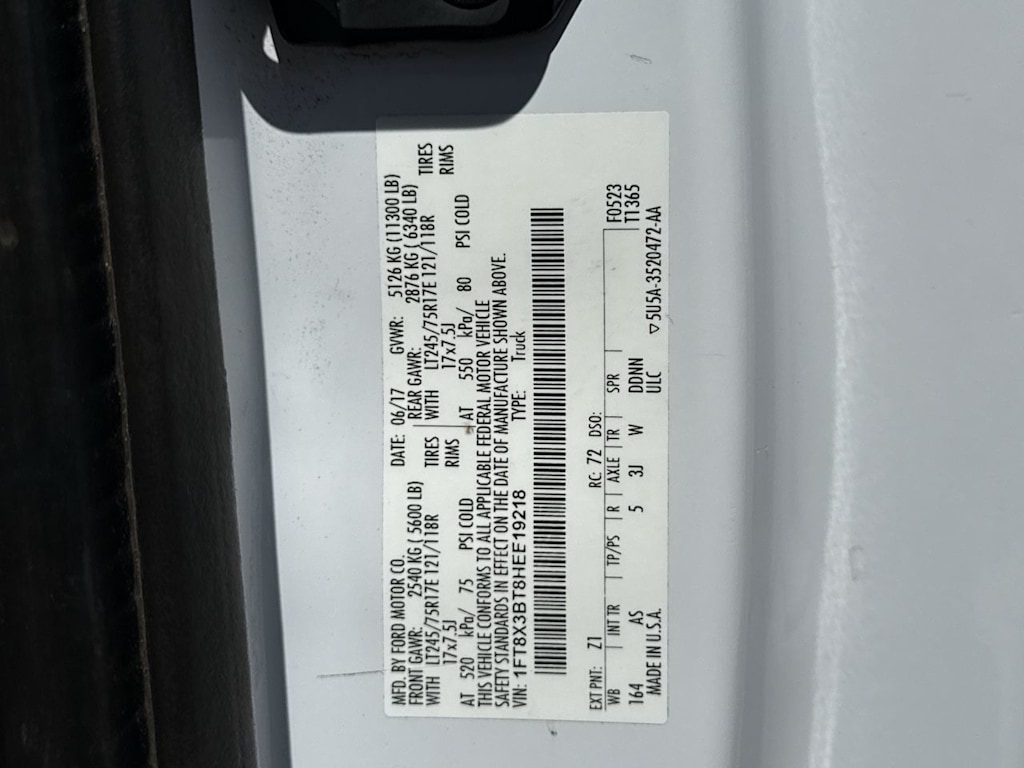 MFD. BY FORD MOTOR CO. DATE: 06/17 GVWR: 5126 KG (11300 LB)
FRONT GAWR: 2540 KG ( 5600 LB) REAR GAWR: 2876 KG ( 6340 LB)
WITH LT245/75R17E 121/118R TIRES WITH LT245/75R17E 121/118R TIRES
17x7.5J RIMS 17x7.5J RIMS
AT 520 kPa/ 75 PSI COLD AT 550 kPa/ 80 PSI COLD
THIS VEHICLE CONFORMS TO ALL APPLICABLE FEDERAL MOTOR VEHICLE
SAFETY STANDARDS IN EFFECT ON THE DATE OF MANUFACTURE SHOWN ABOVE.
VIN: 1FT8X3BT8HEE19218 TYPE: Truck
EXT PNT: Z1 RC: 72 DSO: F0523
WB INT TR TP/PS R AXLE TR SPR T1365
164 AS 5 3J W DDNN
MADE IN U.S.A. ULC ▽5U5A-3520472-AA